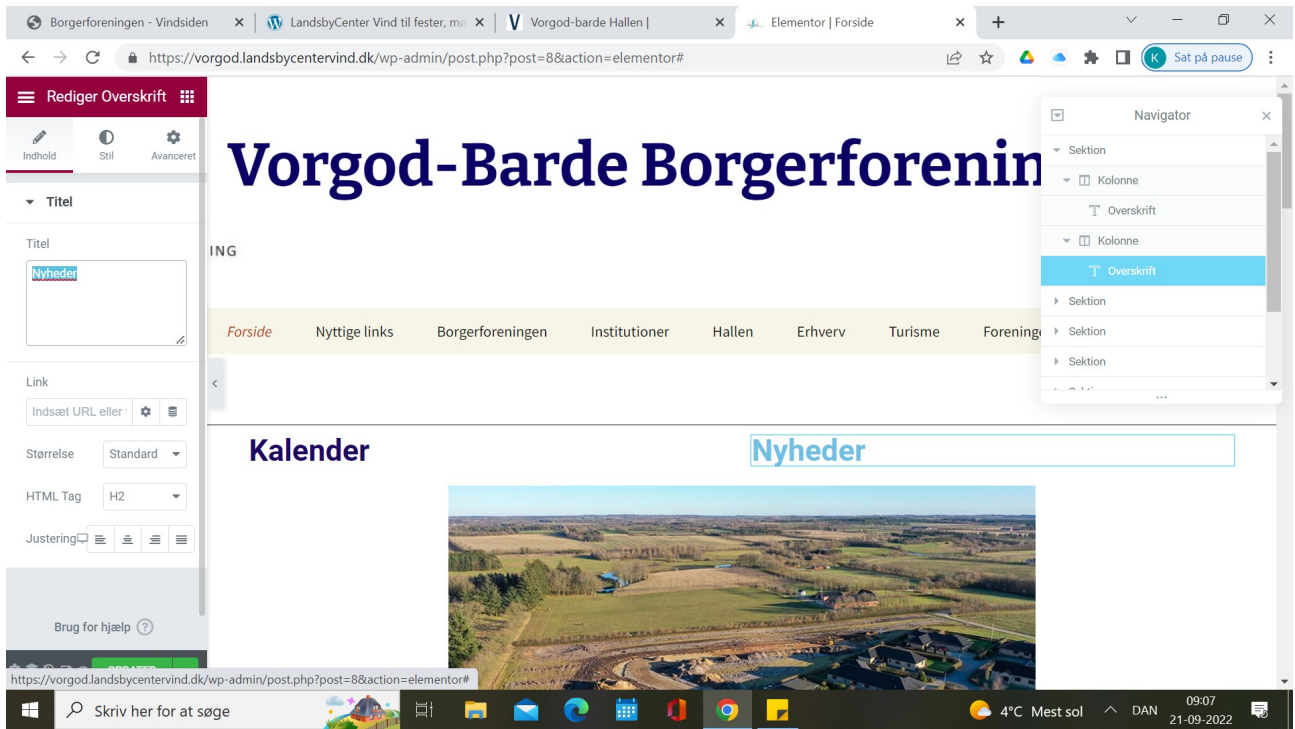 Borgerforeningen - Vindsiden
LandsbyCenter Vind til fester, mø
Vorgod-barde Hallen |
Elementor | Forside
https://vorgod.landsbycentervind.dk/wp-admin/post.php?post=8&action=elementor#
K Sat på pause
Rediger Overskrift
Indhold Stil Avanceret
Titel
Titel
Nyheder
Link
Indsæt URL eller
Størrelse Standard
HTML Tag H2
Justering
Brug for hjælp ?
https://vorgod.landsbycentervind.dk/wp-admin/post.php?post=8&action=elementor#
Vorgod-Barde Borgerforenin
ING
Forside Nyttige links Borgerforeningen Institutioner Hallen Erhverv Turisme Forening
Kalender Nyheder
Navigator
Sektion
Kolonne
Overskrift
Kolonne
Overskrift
Sektion
Sektion
Sektion
Skriv her for at søge
4°C Mest sol
DAN
09:07
21-09-2022